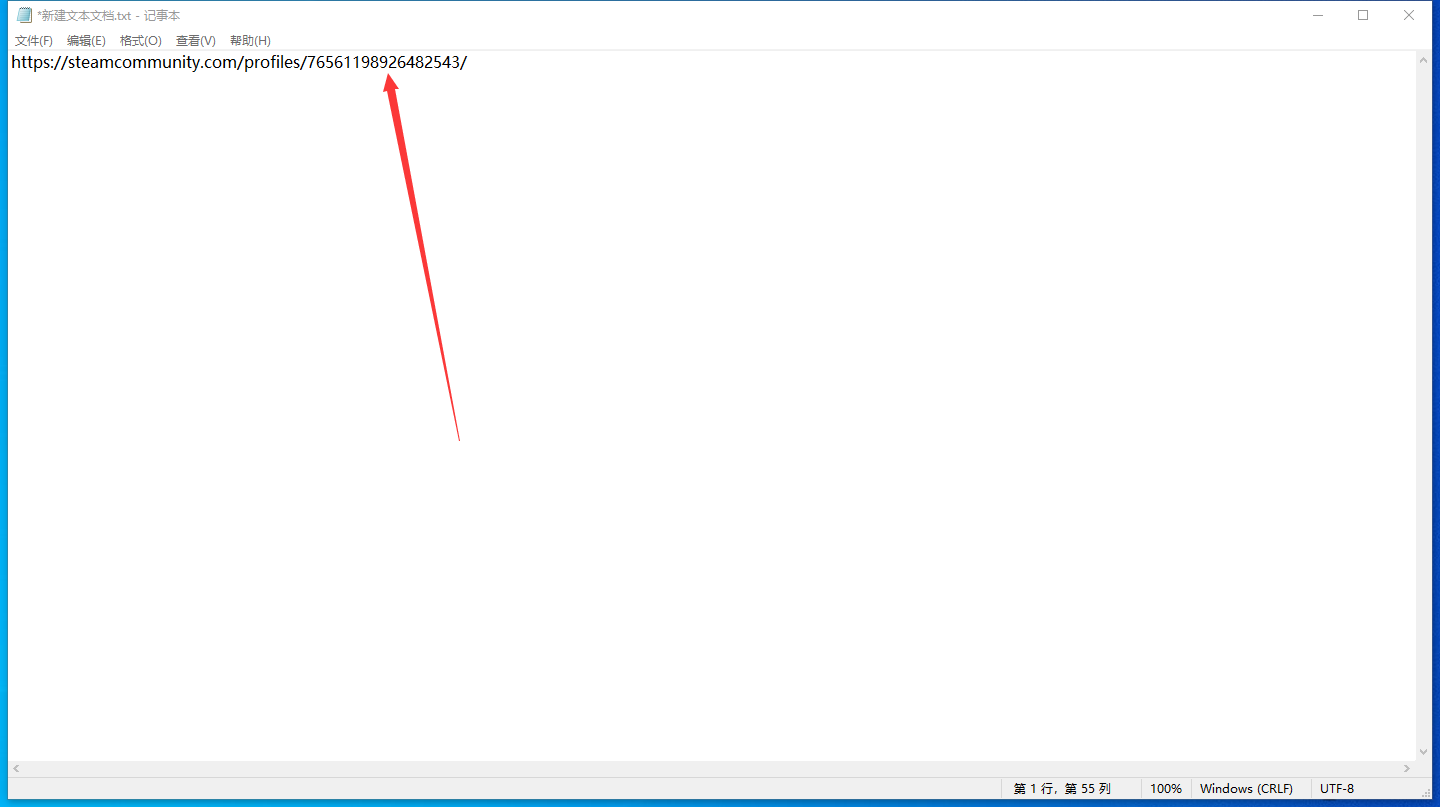 *新建文本文档.txt - 记事本
文件(F) 编辑(E) 格式(O) 查看(V) 帮助(H)
https://steamcommunity.com/profiles/76561198926482543/
第 1 行，第 55 列 100% Windows (CRLF) UTF-8